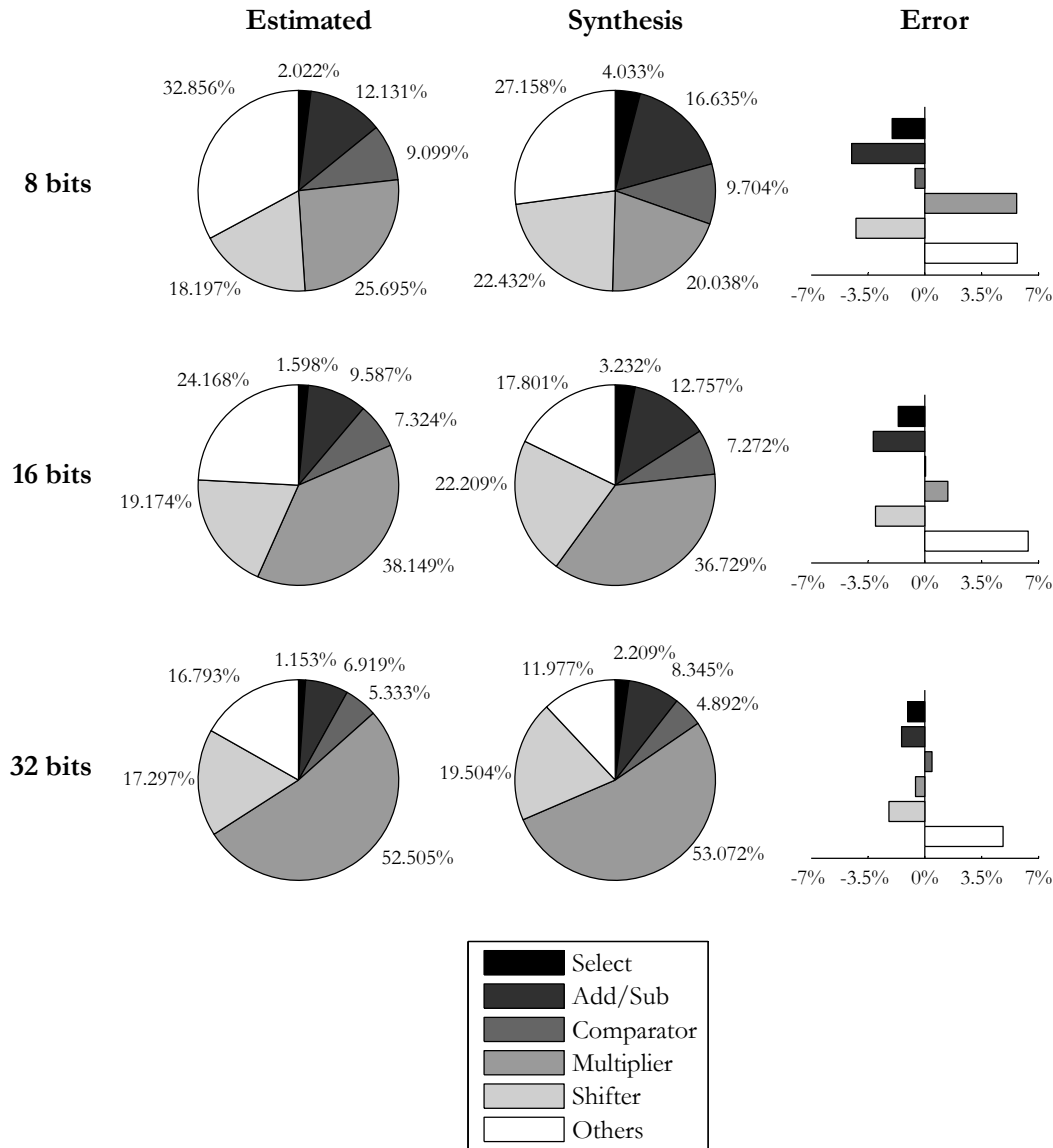 Estimated
Synthesis
Error
8 bits
32.856%
2.022%
12.131%
9.099%
25.695%
18.197%
27.158%
4.033%
16.635%
9.704%
20.038%
22.432%
-7% -3.5% 0% 3.5% 7%
16 bits
24.168%
1.598%
9.587%
7.324%
38.149%
19.174%
17.801%
3.232%
12.757%
7.272%
36.729%
22.209%
-7% -3.5% 0% 3.5% 7%
32 bits
16.793%
1.153%
6.919%
5.333%
52.505%
17.297%
11.977%
2.209%
8.345%
4.892%
53.072%
19.504%
-7% -3.5% 0% 3.5% 7%
Select
Add/Sub
Comparator
Multiplier
Shifter
Others